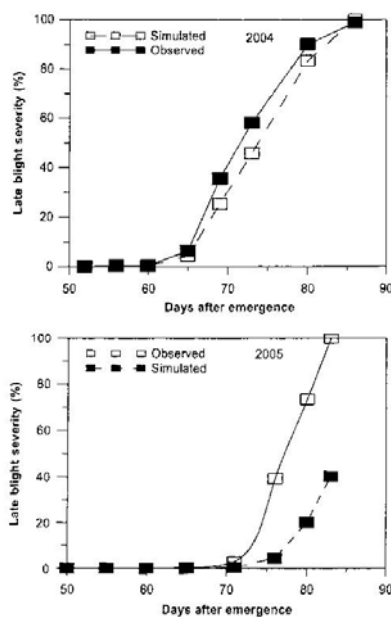 100
80
60
40
20
0
Late blight severity (%)
Simulated 2004
Observed
50 60 70 80 90
Days after emergence
100
80
60
40
20
0
Late blight severity (%)
Observed 2005
Simulated
50 60 70 80 90
Days after emergence